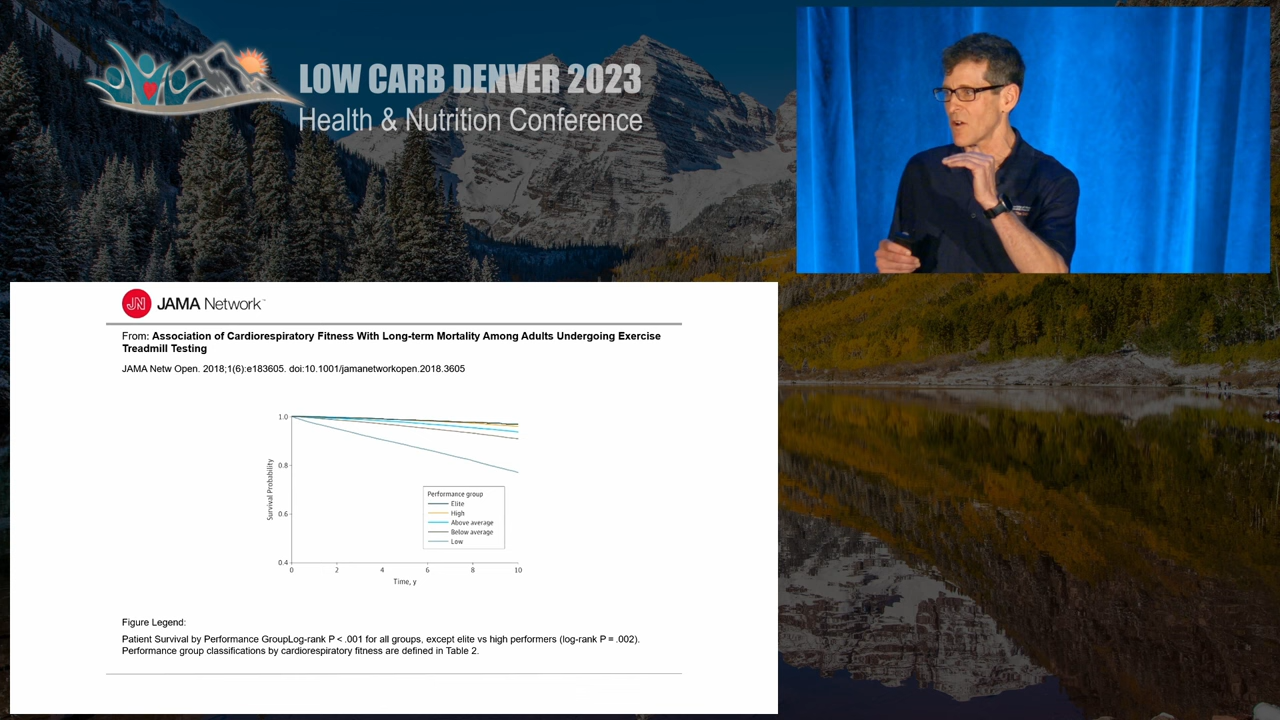 LOW CARB DENVER 2023
Health & Nutrition Conference
JN JAMA Network
From: Association of Cardiorespiratory Fitness With Long-term Mortality Among Adults Undergoing Exercise
Treadmill Testing
JAMA Netw Open. 2018;1(6):e183605. doi:10.1001/jamanetworkopen.2018.3605
1.0
0.8
0.6
0.4
Survival Probability
Performance group
Elite
High
Above average
Below average
Low
0 2 4 6 8 10
Time, y
Figure Legend:
Patient Survival by Performance GroupLog-rank P < .001 for all groups, except elite vs high performers (log-rank P = .002).
Performance group classifications by cardiorespiratory fitness are defined in Table 2.